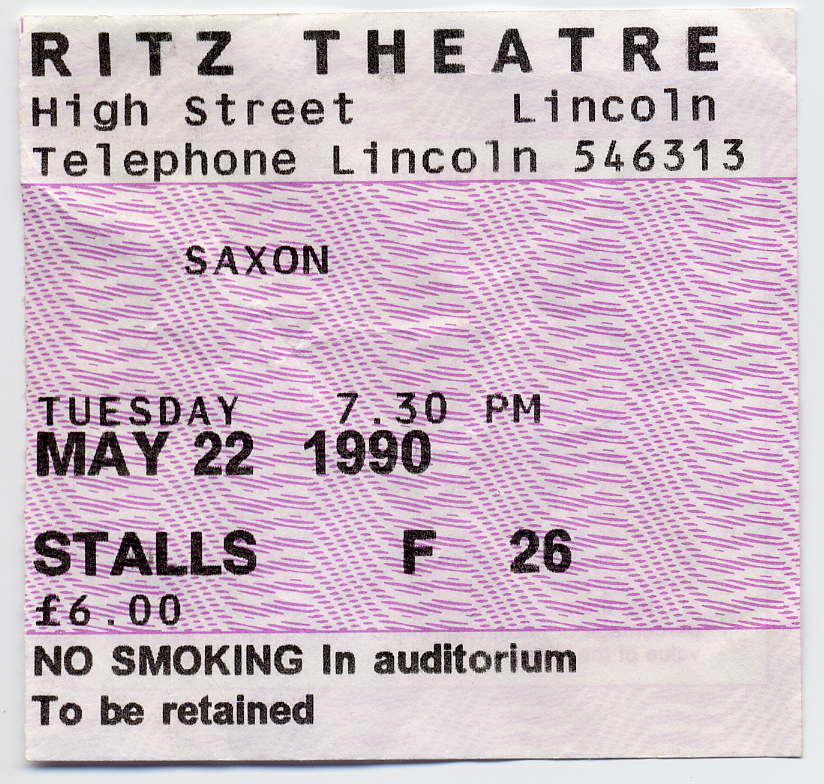 RITZ THEATRE
High Street Lincoln
Telephone Lincoln 546313
SAXON
TUESDAY 7.30 PM
MAY 22 1990
STALLS F 26
£6.00
NO SMOKING In auditorium
To be retained